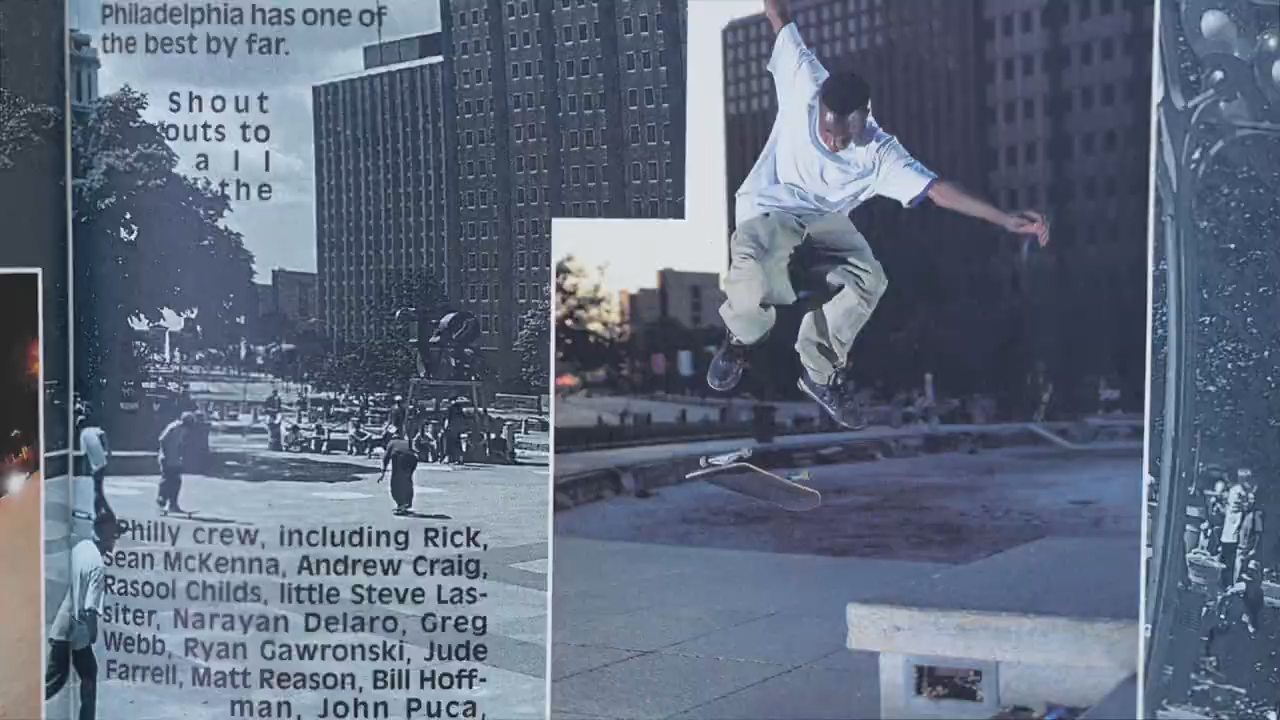 Philadelphia has one of
the best by far.
Shout
outs to
all
the
Philly crew, including Rick,
Sean McKenna, Andrew Craig,
Rasool Childs, little Steve Las-
siter, Narayan Delaro, Greg
Webb, Ryan Gawronski, Jude
Farrell, Matt Reason, Bill Hoff-
man, John Puca,